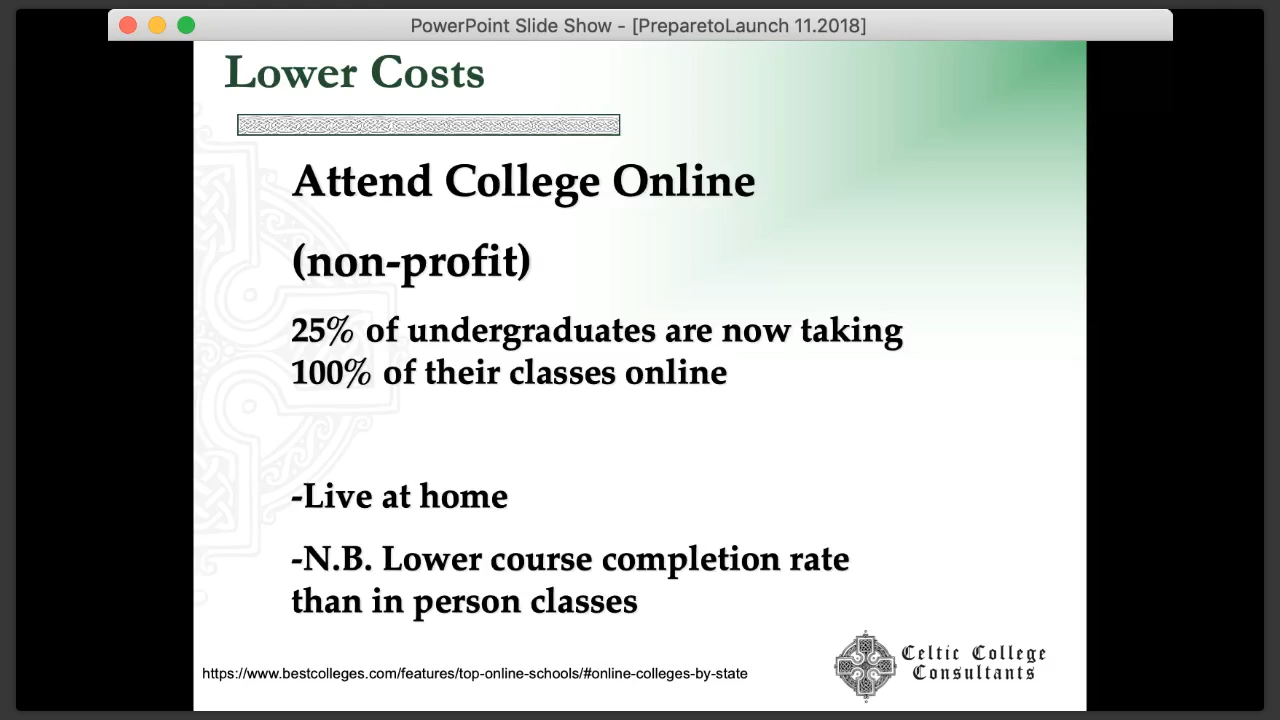 PowerPoint Slide Show - [PreparetoLaunch 11.2018]
Lower Costs
Attend College Online
(non-profit)
25% of undergraduates are now taking
100% of their classes online
-Live at home
-N.B. Lower course completion rate
than in person classes
https://www.bestcolleges.com/features/top-online-schools/#online-colleges-by-state
Celtic College
Consultants